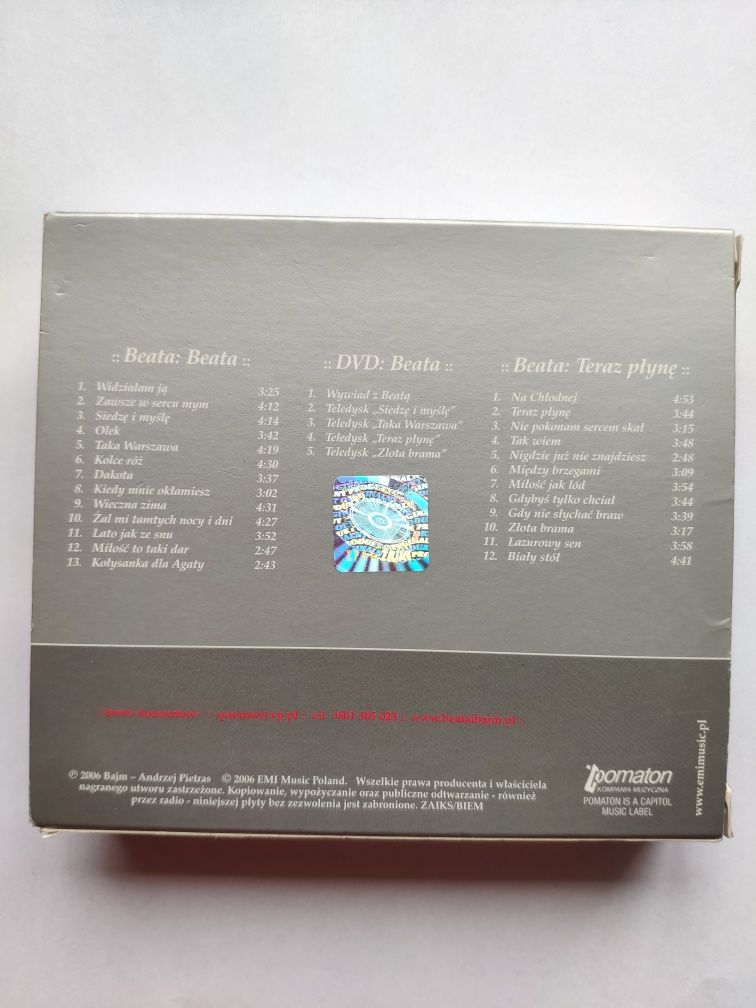 :: Beata: Beata ::
1. Widziałam ją 3:25
2. Zawsze w sercu mym 4:12
3. Siedzę i myślę 4:14
4. Olek 3:42
5. Taka Warszawa 4:19
6. Kolce róż 4:30
7. Dakota 3:37
8. Kiedy mnie okłamiesz 3:02
9. Wieczna zima 4:31
10. Żal mi tamtych nocy i dni 4:27
11. Lato jak ze snu 3:52
12. Miłość to taki dar 2:47
13. Kołysanka dla Agaty 2:43
:: DVD: Beata ::
1. Wywiad z Beatą
2. Teledysk „Siedzę i myślę”
3. Teledysk „Taka Warszawa”
4. Teledysk „Teraz płynę”
5. Teledysk „Złota brama”
:: Beata: Teraz płynę ::
1. Na Chłodnej 4:53
2. Teraz płynę 3:44
3. Nie pokonam sercem skał 3:15
4. Tak wiem 3:48
5. Nigdzie już nie znajdziesz 2:48
6. Między brzegami 3:09
7. Miłość jak lód 3:54
8. Gdybyś tylko chciał 3:44
9. Gdy nie słychać braw 3:39
10. Złota brama 3:17
11. Lazurowy sen 3:58
12. Biały stół 4:41
:: biuro koncertowe :: apietras@vp.pl :: tel. 0601 305 023 :: www.beataibajm.pl ::
℗ 2006 Bajm – Andrzej Pietras © 2006 EMI Music Poland. Wszelkie prawa producenta i właściciela
nagranego utworu zastrzeżone. Kopiowanie, wypożyczanie oraz publiczne odtwarzanie - również
przez radio - niniejszej płyty bez zezwolenia jest zabronione. ZAIKS/BIEM
pomaton
KOMPANIA MUZYCZNA
POMATON IS A CAPITOL
MUSIC LABEL
www.emimusic.pl